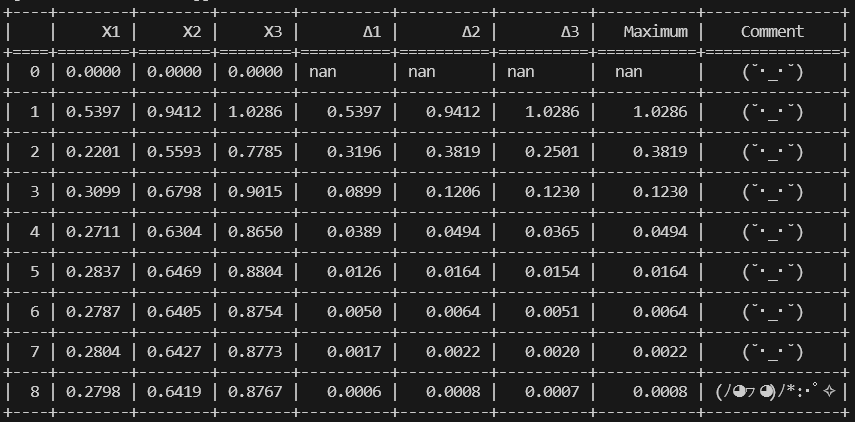 +----+--------+--------+--------+---------+---------+---------+-----------+-------------+
|    |     X1 |     X2 |     X3 |      Δ1 |      Δ2 |      Δ3 |   Maximum |   Comment   |
+====+========+========+========+=========+=========+=========+===========+=============+
|  0 | 0.0000 | 0.0000 | 0.0000 | nan     | nan     | nan     |  nan      |   (˘･_･˘)   |
+----+--------+--------+--------+---------+---------+---------+-----------+-------------+
|  1 | 0.5397 | 0.9412 | 1.0286 |  0.5397 |  0.9412 |  1.0286 |    1.0286 |   (˘･_･˘)   |
+----+--------+--------+--------+---------+---------+---------+-----------+-------------+
|  2 | 0.2201 | 0.5593 | 0.7785 |  0.3196 |  0.3819 |  0.2501 |    0.3819 |   (˘･_･˘)   |
+----+--------+--------+--------+---------+---------+---------+-----------+-------------+
|  3 | 0.3099 | 0.6798 | 0.9015 |  0.0899 |  0.1206 |  0.1230 |    0.1230 |   (˘･_･˘)   |
+----+--------+--------+--------+---------+---------+---------+-----------+-------------+
|  4 | 0.2711 | 0.6304 | 0.8650 |  0.0389 |  0.0494 |  0.0365 |    0.0494 |   (˘･_･˘)   |
+----+--------+--------+--------+---------+---------+---------+-----------+-------------+
|  5 | 0.2837 | 0.6469 | 0.8804 |  0.0126 |  0.0164 |  0.0154 |    0.0164 |   (˘･_･˘)   |
+----+--------+--------+--------+---------+---------+---------+-----------+-------------+
|  6 | 0.2787 | 0.6405 | 0.8754 |  0.0050 |  0.0064 |  0.0051 |    0.0064 |   (˘･_･˘)   |
+----+--------+--------+--------+---------+---------+---------+-----------+-------------+
|  7 | 0.2804 | 0.6427 | 0.8773 |  0.0017 |  0.0022 |  0.0020 |    0.0022 |   (˘･_･˘)   |
+----+--------+--------+--------+---------+---------+---------+-----------+-------------+
|  8 | 0.2798 | 0.6419 | 0.8767 |  0.0006 |  0.0008 |  0.0007 |    0.0008 | (ﾉ◕ヮ◕)ﾉ*:･ﾟ✧ |
+----+--------+--------+--------+---------+---------+---------+-----------+-------------+